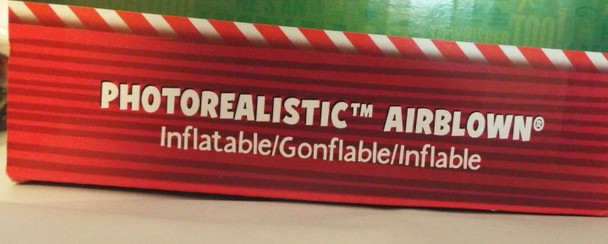 PHOTOREALISTIC™ AIRBLOWN®
Inflatable/Gonflable/Inflable